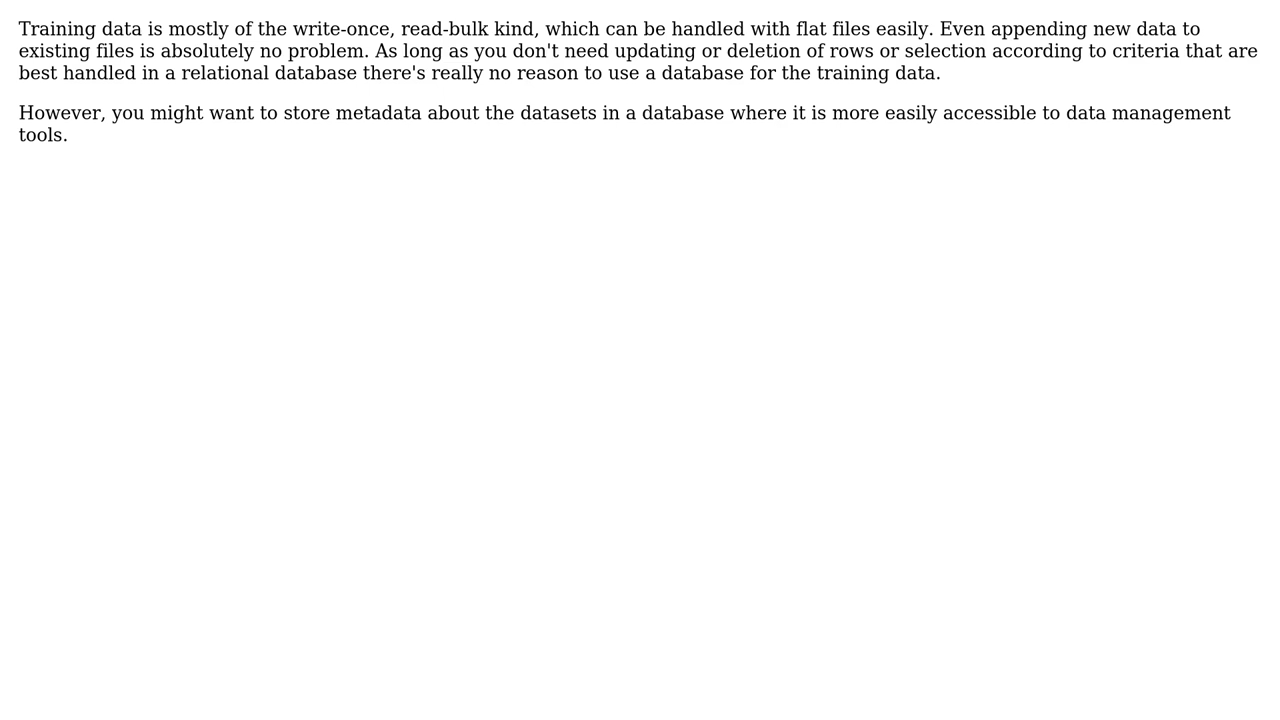 Training data is mostly of the write-once, read-bulk kind, which can be handled with flat files easily. Even appending new data to
existing files is absolutely no problem. As long as you don't need updating or deletion of rows or selection according to criteria that are
best handled in a relational database there's really no reason to use a database for the training data.
However, you might want to store metadata about the datasets in a database where it is more easily accessible to data management
tools.